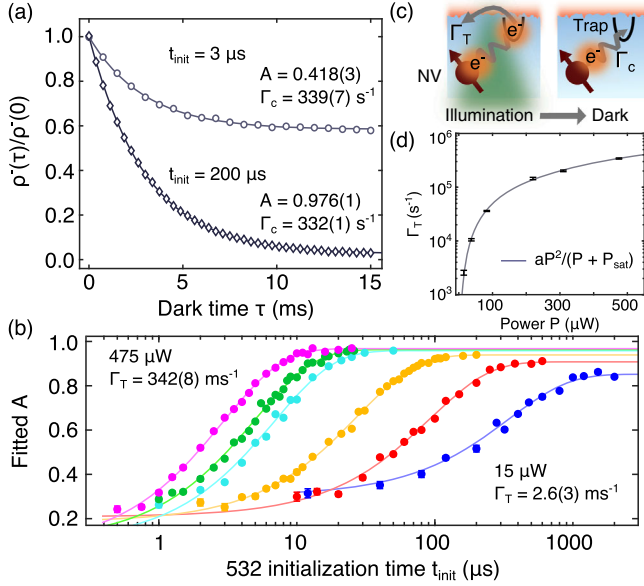 (a)
t_init = 3 μs
A = 0.418(3)
Γ_c = 339(7) s⁻¹
t_init = 200 μs
A = 0.976(1)
Γ_c = 332(1) s⁻¹
1.0
0.8
0.6
0.4
0.2
0.0
ρ⁻(τ)/ρ⁻(0)
0 5 10 15
Dark time τ (ms)
(c)
Γ_T
e⁻
e⁻
NV
Trap
e⁻
Γ_c
Illumination Dark
(d)
10⁶
10⁵
10⁴
10³
Γ_T (s⁻¹)
aP²/(P + P_sat)
100 300 500
Power P (μW)
(b)
475 μW
Γ_T = 342(8) ms⁻¹
15 μW
Γ_T = 2.6(3) ms⁻¹
1.0
0.8
0.6
0.4
0.2
Fitted A
1 10 100 1000
532 initialization time t_init (μs)